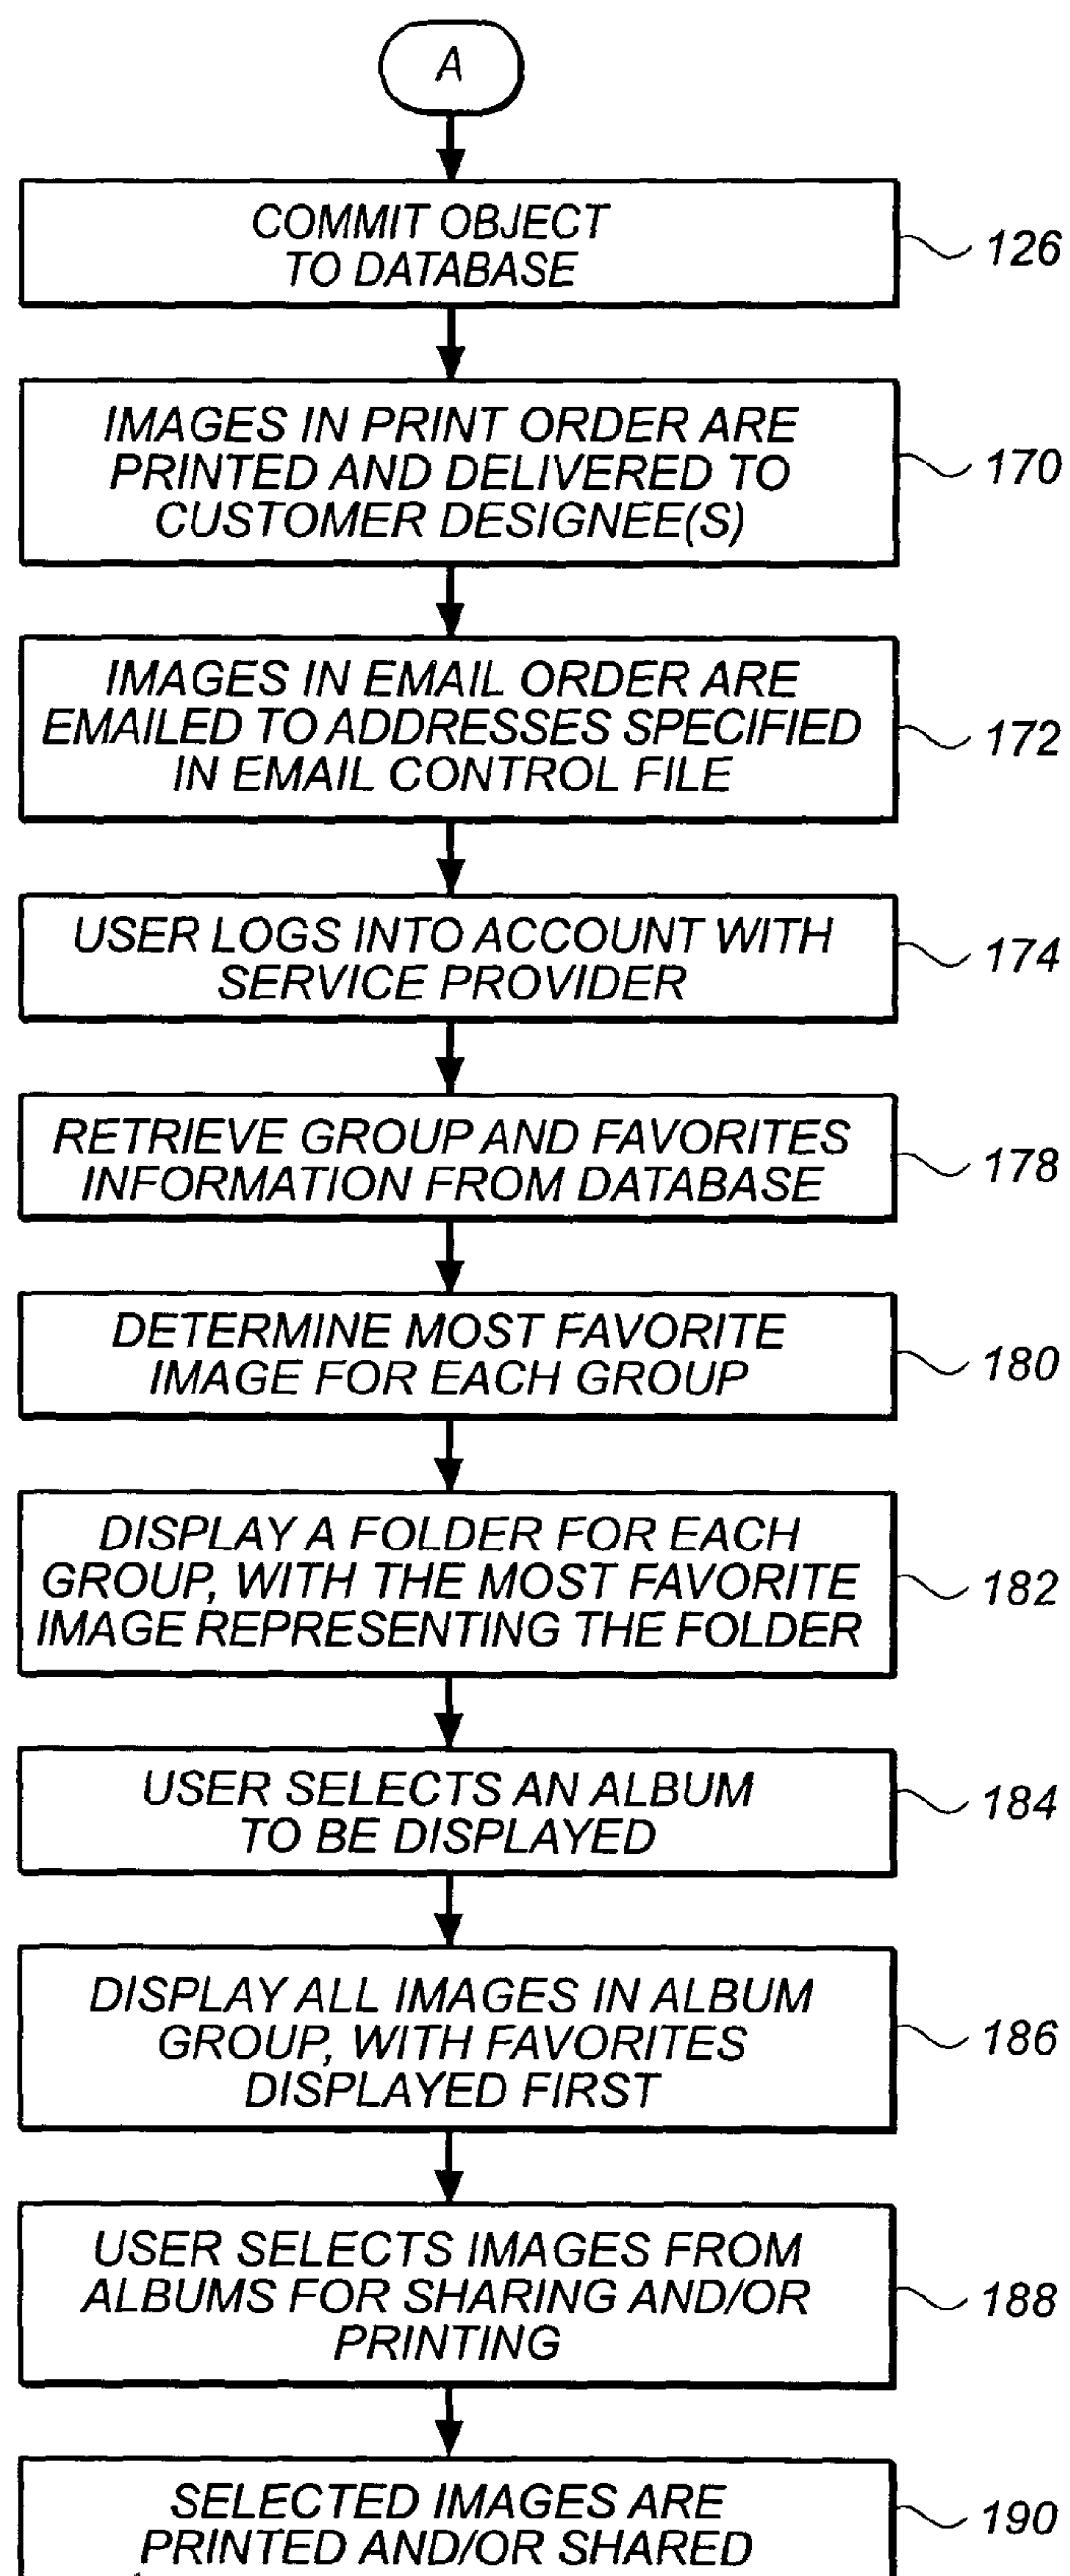 A
COMMIT OBJECT
TO DATABASE
126
IMAGES IN PRINT ORDER ARE
PRINTED AND DELIVERED TO
CUSTOMER DESIGNEE(S)
170
IMAGES IN EMAIL ORDER ARE
EMAILED TO ADDRESSES SPECIFIED
IN EMAIL CONTROL FILE
172
USER LOGS INTO ACCOUNT WITH
SERVICE PROVIDER
174
RETRIEVE GROUP AND FAVORITES
INFORMATION FROM DATABASE
178
DETERMINE MOST FAVORITE
IMAGE FOR EACH GROUP
180
DISPLAY A FOLDER FOR EACH
GROUP, WITH THE MOST FAVORITE
IMAGE REPRESENTING THE FOLDER
182
USER SELECTS AN ALBUM
TO BE DISPLAYED
184
DISPLAY ALL IMAGES IN ALBUM
GROUP, WITH FAVORITES
DISPLAYED FIRST
186
USER SELECTS IMAGES FROM
ALBUMS FOR SHARING AND/OR
PRINTING
188
SELECTED IMAGES ARE
PRINTED AND/OR SHARED
190